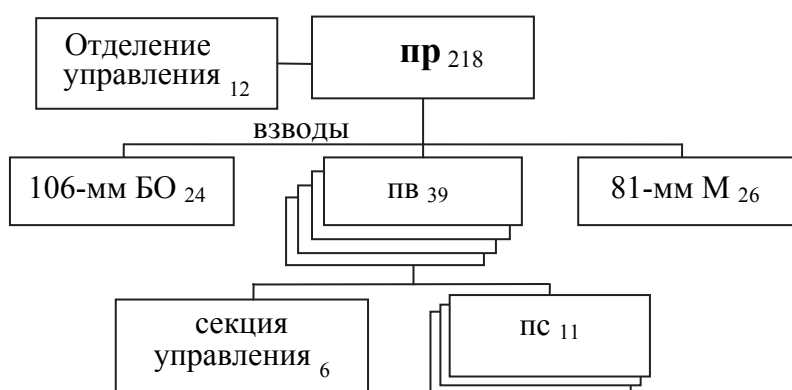 Отделение
управления 12
пр 218
взводы
106-мм БО 24
пв 39
81-мм М 26
секция
управления 6
пс 11